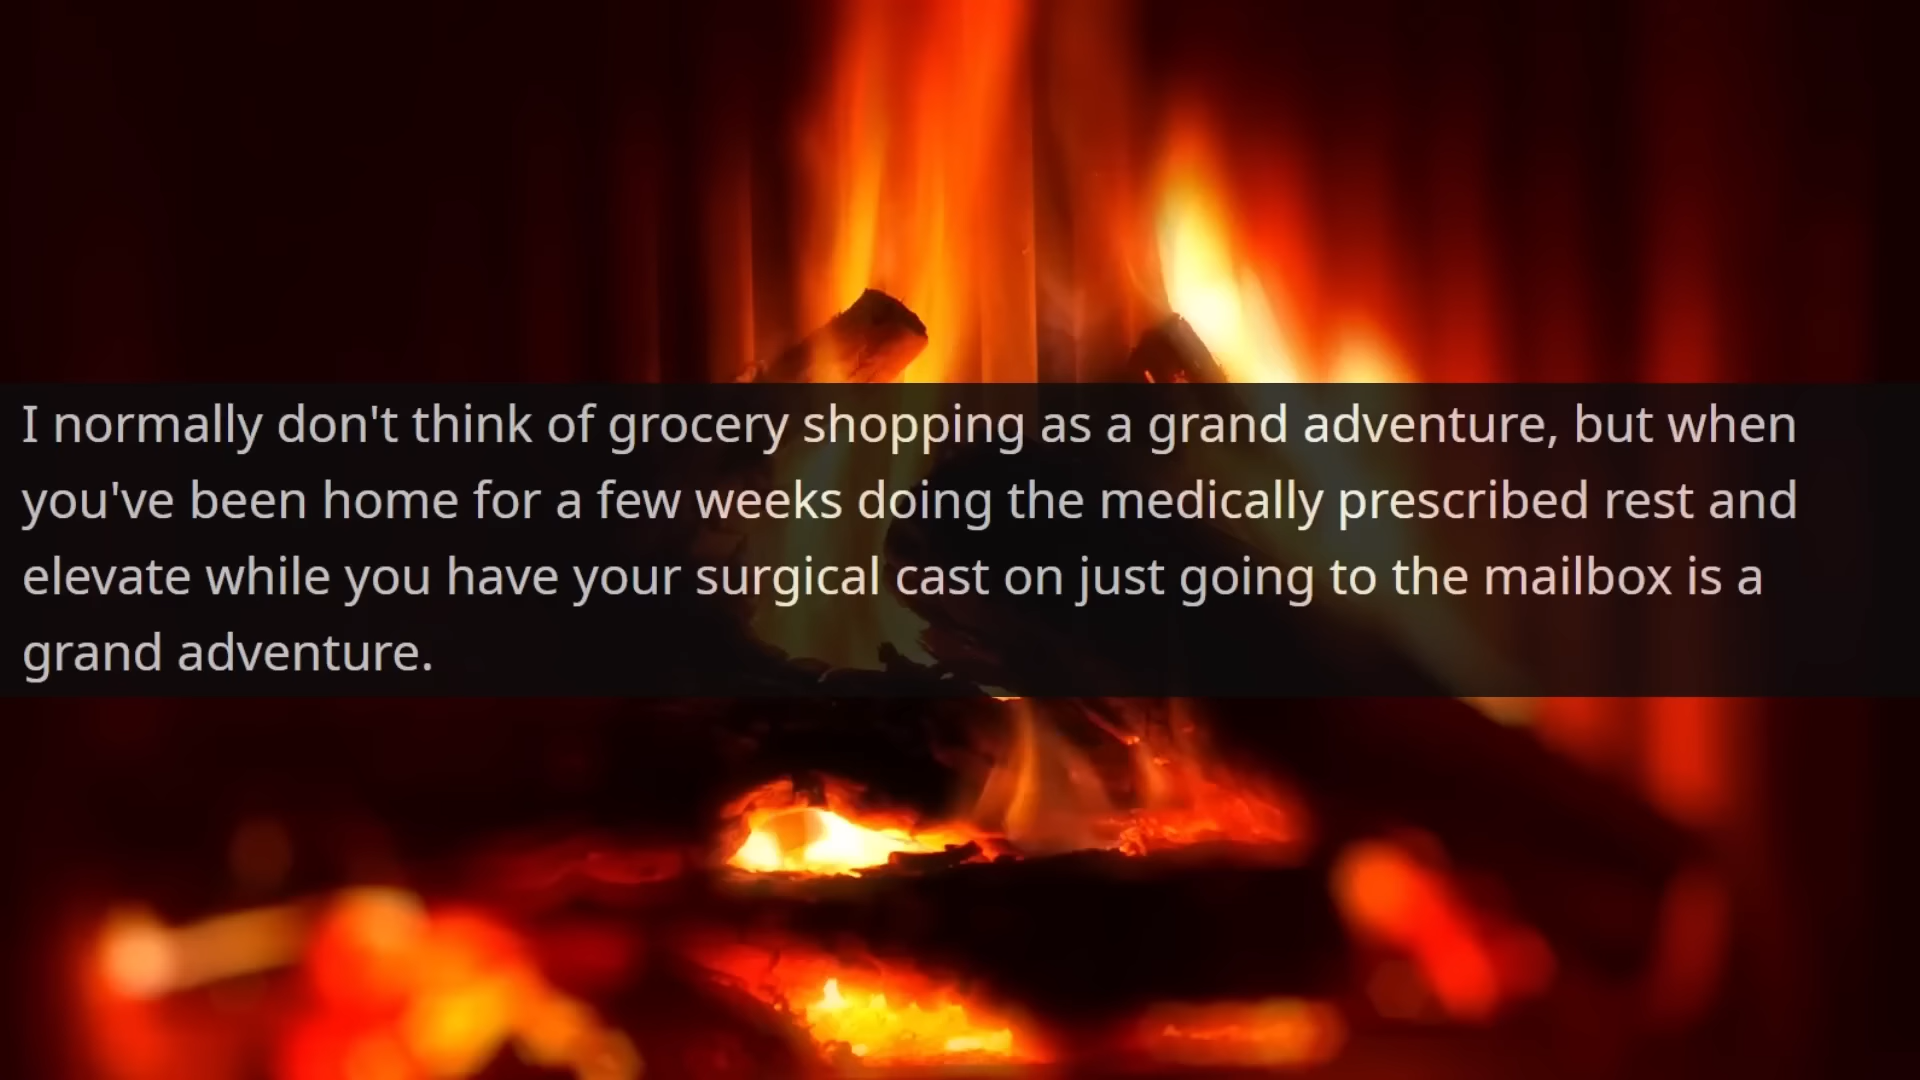 I normally don't think of grocery shopping as a grand adventure, but when
you've been home for a few weeks doing the medically prescribed rest and
elevate while you have your surgical cast on just going to the mailbox is a
grand adventure.